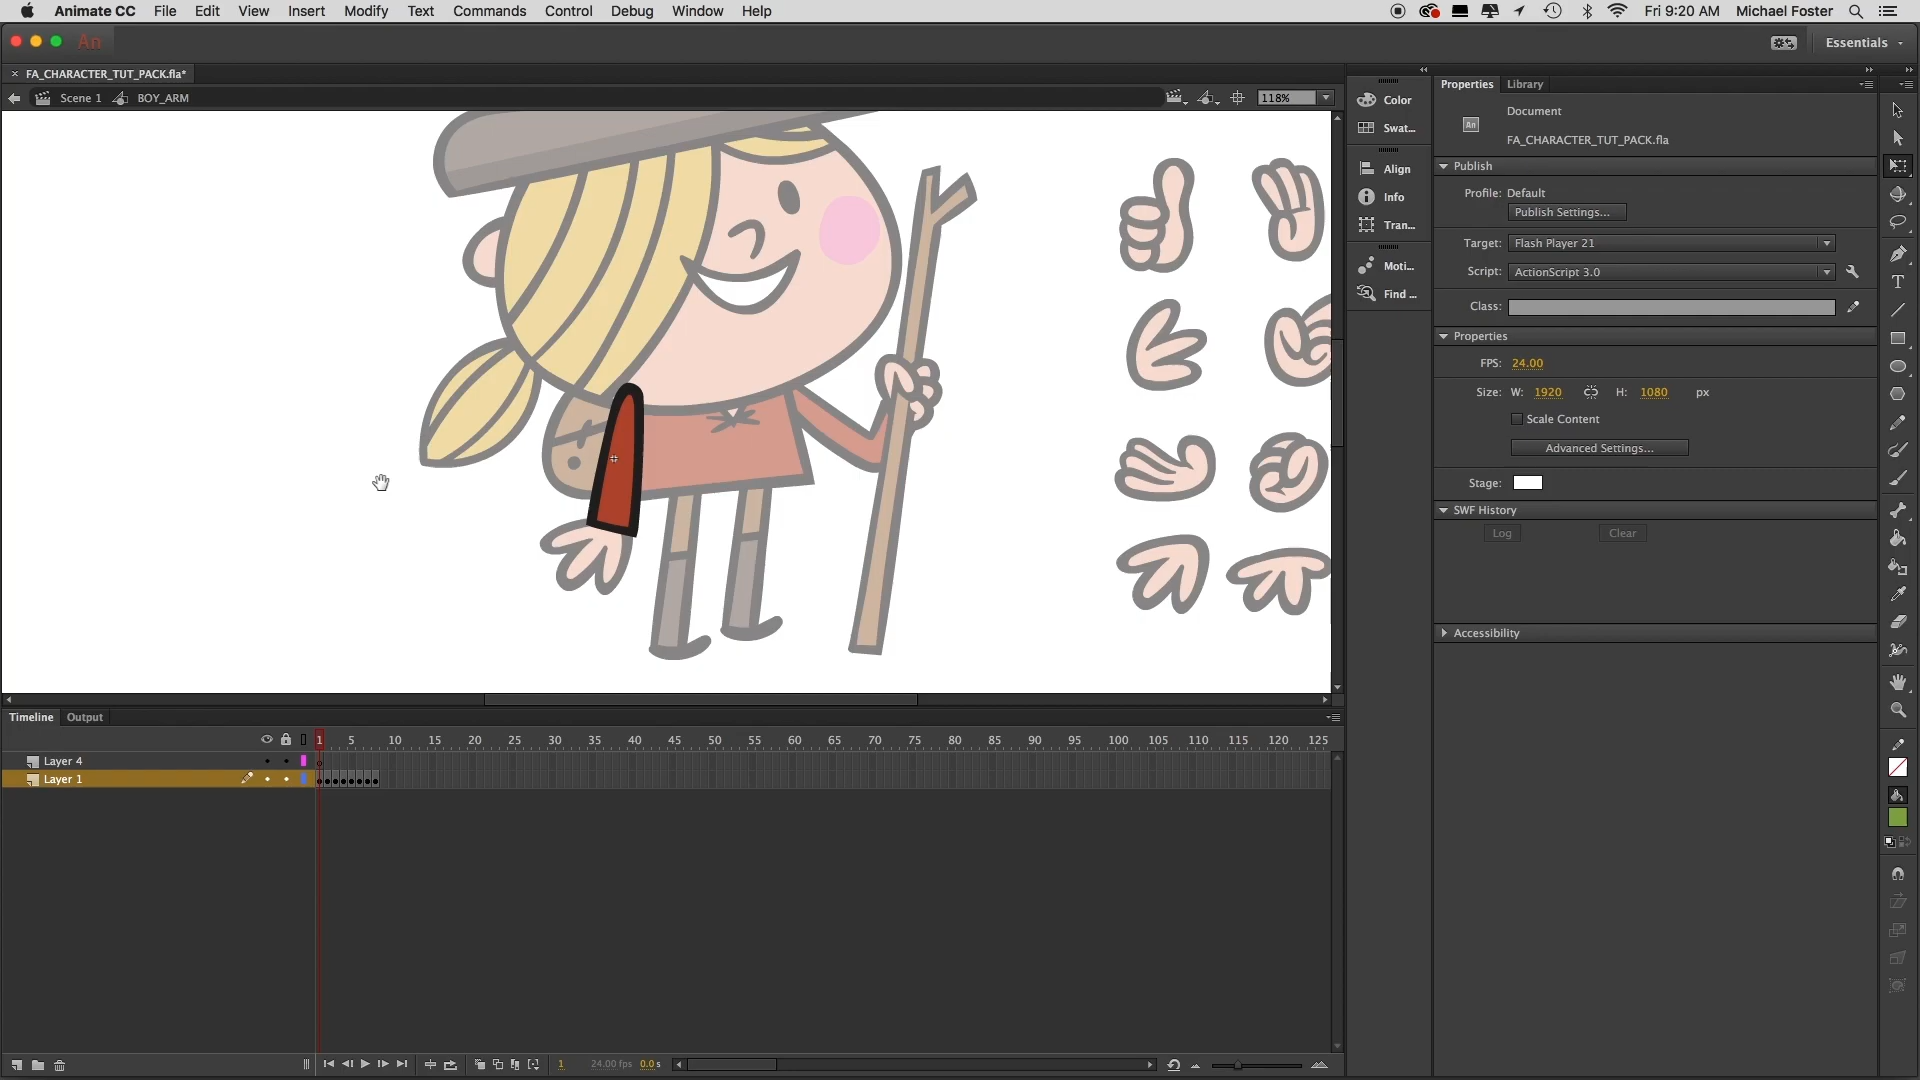 Animate CC File Edit View Insert Modify Text Commands Control Debug Window Help Fri 9:20 AM Michael Foster
An Essentials
FA_CHARACTER_TUT_PACK.fla*
Scene 1 BOY_ARM 118%
Color
Swat...
Align
Info
Tran...
Moti...
Find ...
Properties Library
Document
An
FA_CHARACTER_TUT_PACK.fla
Publish
Profile: Default
Publish Settings...
Target: Flash Player 21
Script: ActionScript 3.0
Class:
Properties
FPS: 24.00
Size: W: 1920 H: 1080 px
Scale Content
Advanced Settings...
Stage:
SWF History
Log Clear
Accessibility
Timeline Output
1 5 10 15 20 25 30 35 40 45 50 55 60 65 70 75 80 85 90 95 100 105 110 115 120 125
Layer 4
Layer 1
1 24.00 fps 0.0 s